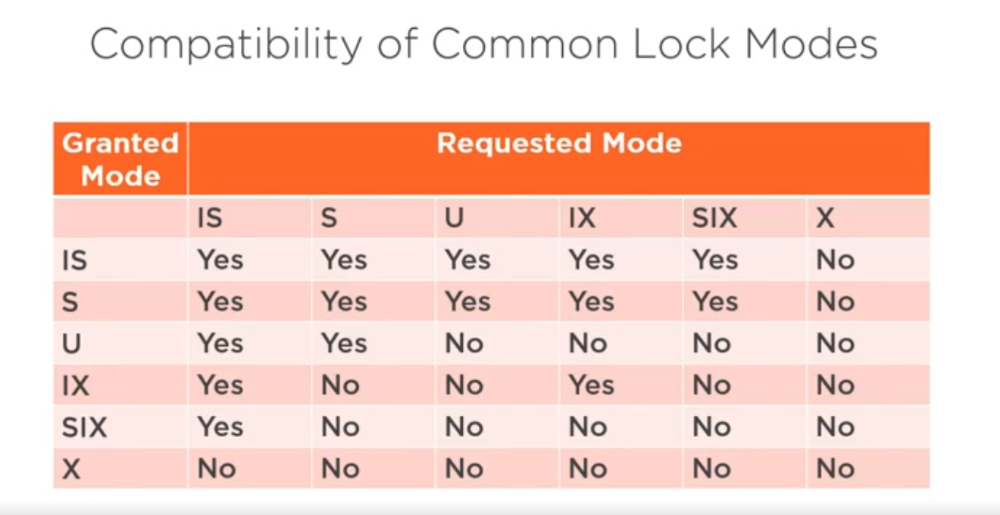 Compatibility of Common Lock Modes
Granted Mode Requested Mode
IS S U IX SIX X
IS Yes Yes Yes Yes Yes No
S Yes Yes Yes Yes Yes No
U Yes Yes No No No No
IX Yes No No Yes No No
SIX Yes No No No No No
X No No No No No No